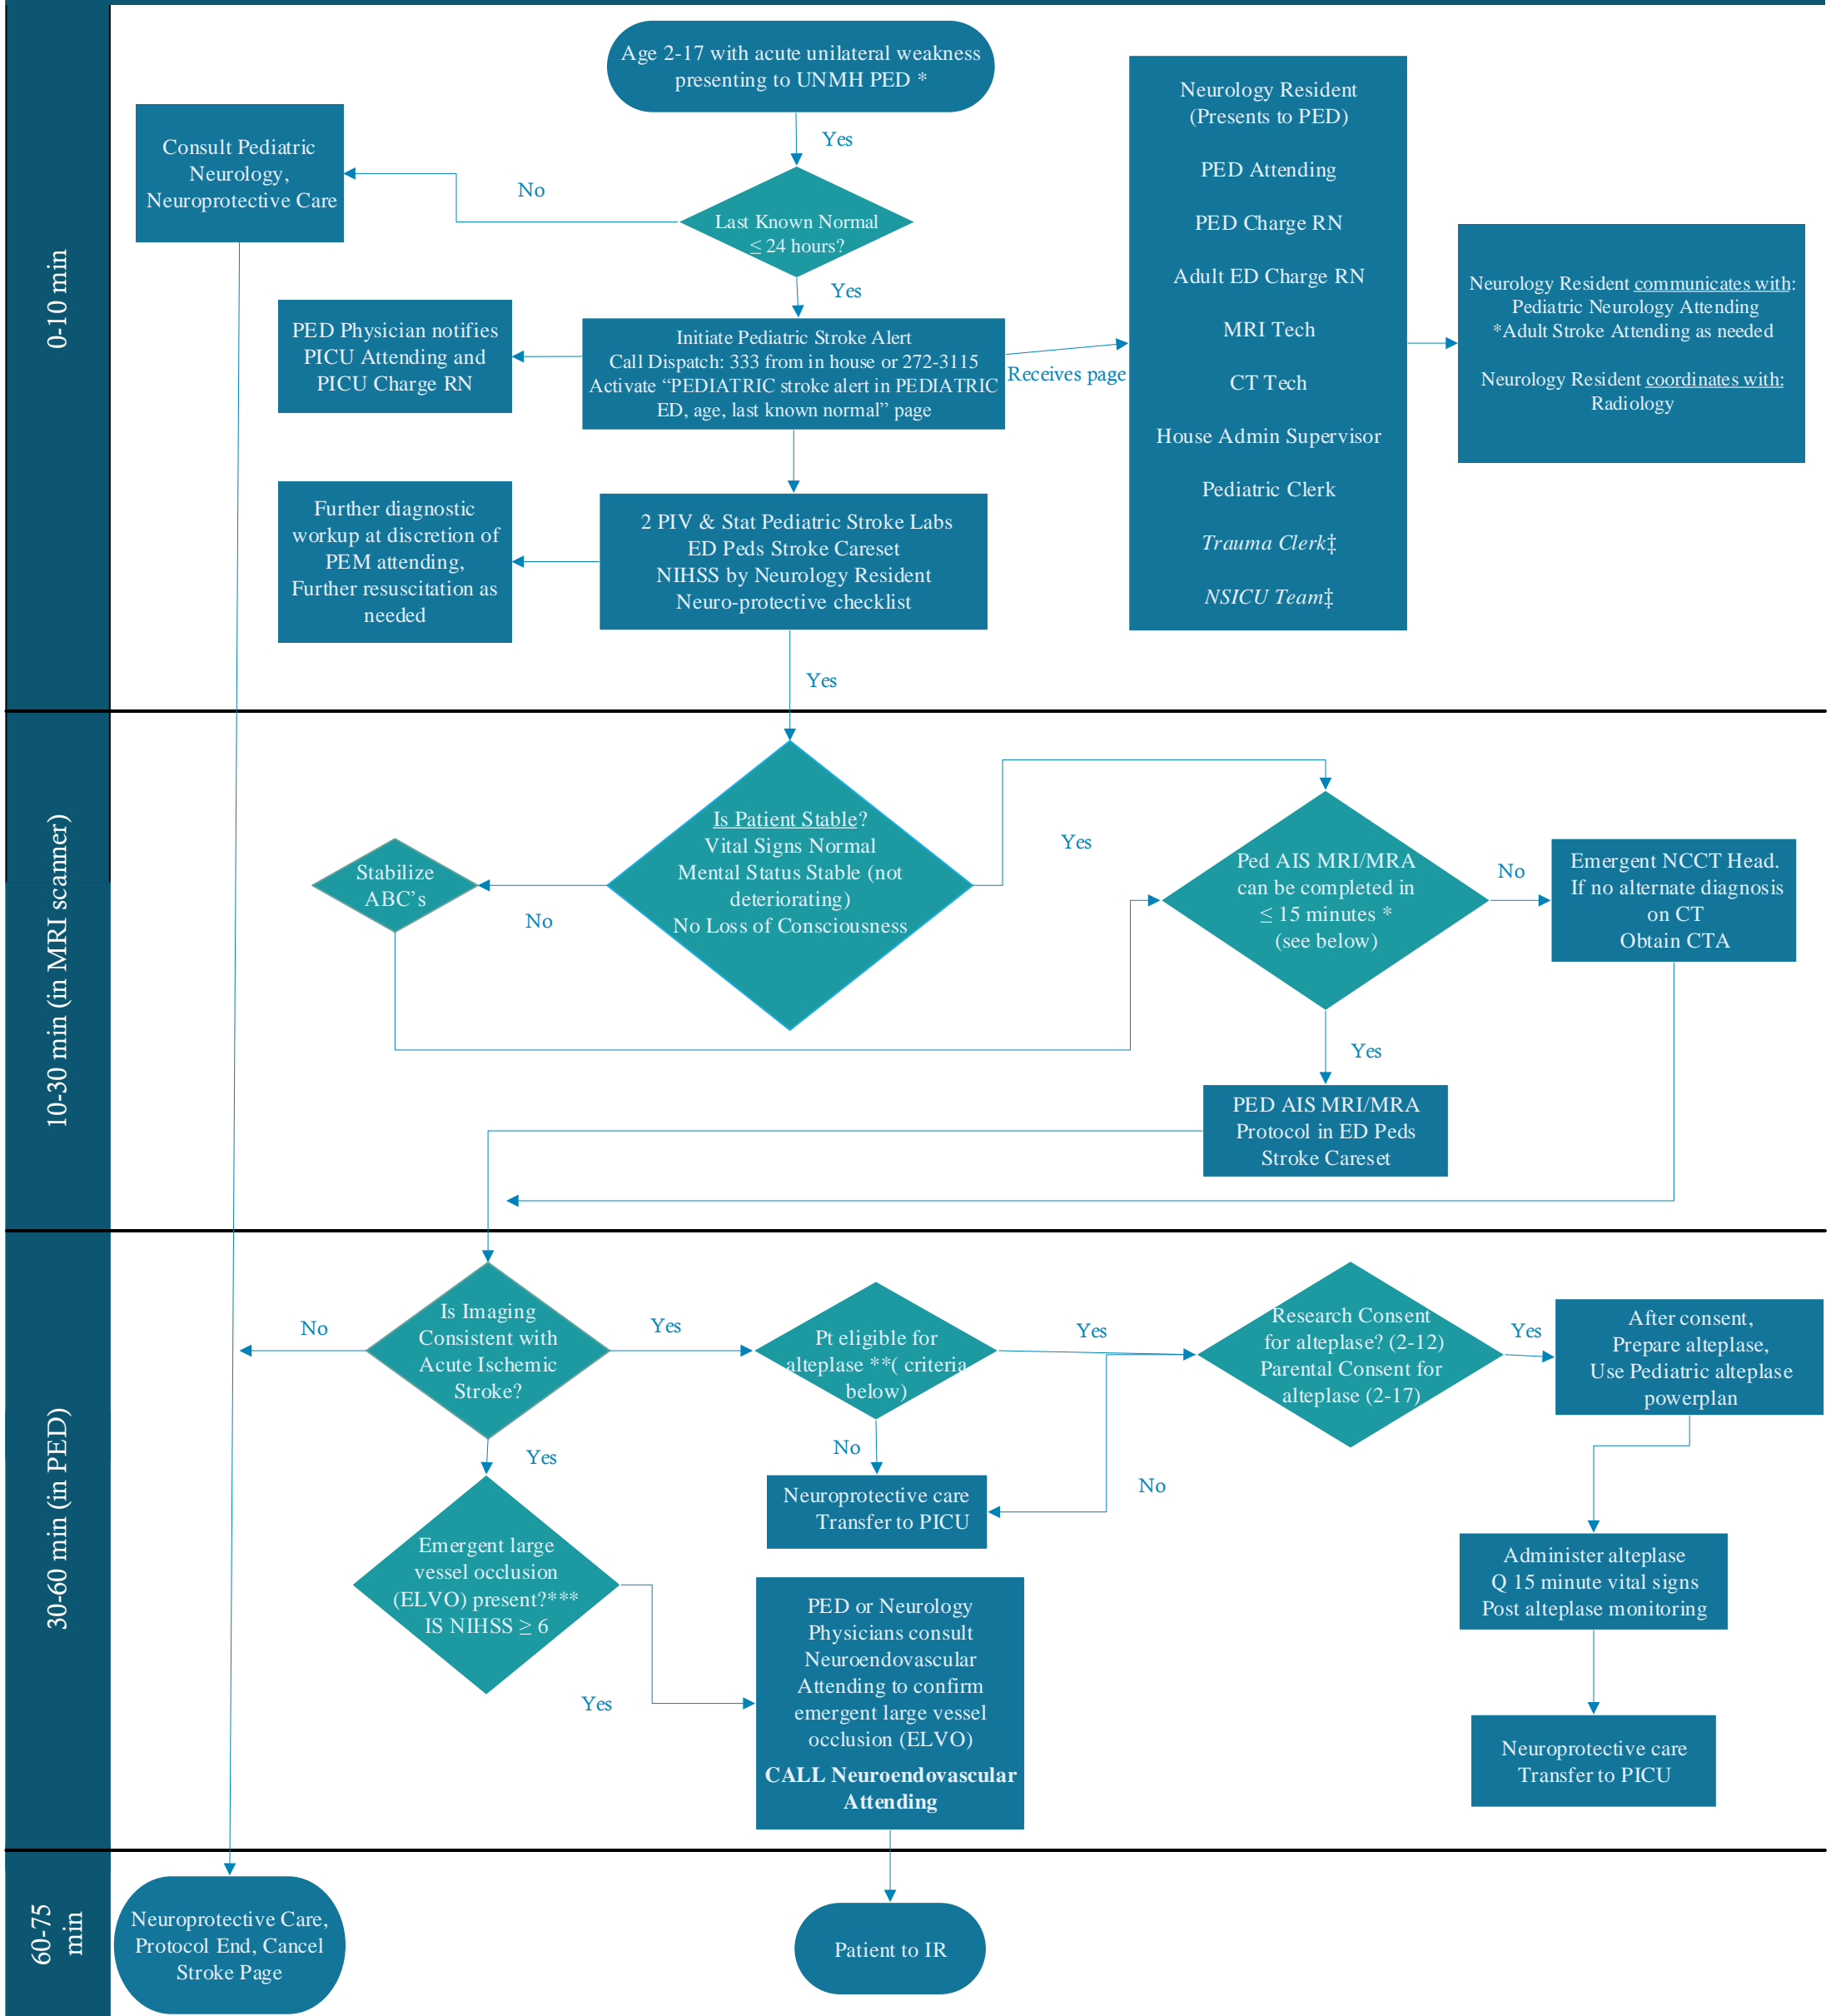 0-10 min
Age 2-17 with acute unilateral weakness
presenting to UNMH PED *
Yes
Last Known Normal
≤ 24 hours?
No
Consult Pediatric
Neurology,
Neuroprotective Care
Yes
Initiate Pediatric Stroke Alert
Call Dispatch: 333 from in house or 272-3115
Activate “PEDIATRIC stroke alert in PEDIATRIC
ED, age, last known normal” page
PED Physician notifies
PICU Attending and
PICU Charge RN
Receives page
Neurology Resident
(Presents to PED)
PED Attending
PED Charge RN
Adult ED Charge RN
MRI Tech
CT Tech
House Admin Supervisor
Pediatric Clerk
Trauma Clerk‡
NSICU Team‡
Neurology Resident communicates with:
Pediatric Neurology Attending
*Adult Stroke Attending as needed
Neurology Resident coordinates with:
Radiology
2 PIV & Stat Pediatric Stroke Labs
ED Peds Stroke Careset
NIHSS by Neurology Resident
Neuro-protective checklist
Further diagnostic
workup at discretion of
PEM attending,
Further resuscitation as
needed
Yes
10-30 min (in MRI scanner)
Is Patient Stable?
Vital Signs Normal
Mental Status Stable (not
deteriorating)
No Loss of Consciousness
No
Stabilize
ABC’s
Yes
Ped AIS MRI/MRA
can be completed in
≤ 15 minutes *
(see below)
No
Emergent NCCT Head.
If no alternate diagnosis
on CT
Obtain CTA
Yes
PED AIS MRI/MRA
Protocol in ED Peds
Stroke Careset
30-60 min (in PED)
Is Imaging
Consistent with
Acute Ischemic
Stroke?
No
Yes
Pt eligible for
alteplase **( criteria
below)
Yes
Research Consent
for alteplase? (2-12)
Parental Consent for
alteplase (2-17)
Yes
After consent,
Prepare alteplase,
Use Pediatric alteplase
powerplan
No
No
Neuroprotective care
Transfer to PICU
Yes
Emergent large
vessel occlusion
(ELVO) present?***
IS NIHSS ≥ 6
Yes
PED or Neurology
Physicians consult
Neuroendovascular
Attending to confirm
emergent large vessel
occlusion (ELVO)
CALL Neuroendovascular
Attending
Administer alteplase
Q 15 minute vital signs
Post alteplase monitoring
Neuroprotective care
Transfer to PICU
60-75
min
Neuroprotective Care,
Protocol End, Cancel
Stroke Page
Patient to IR